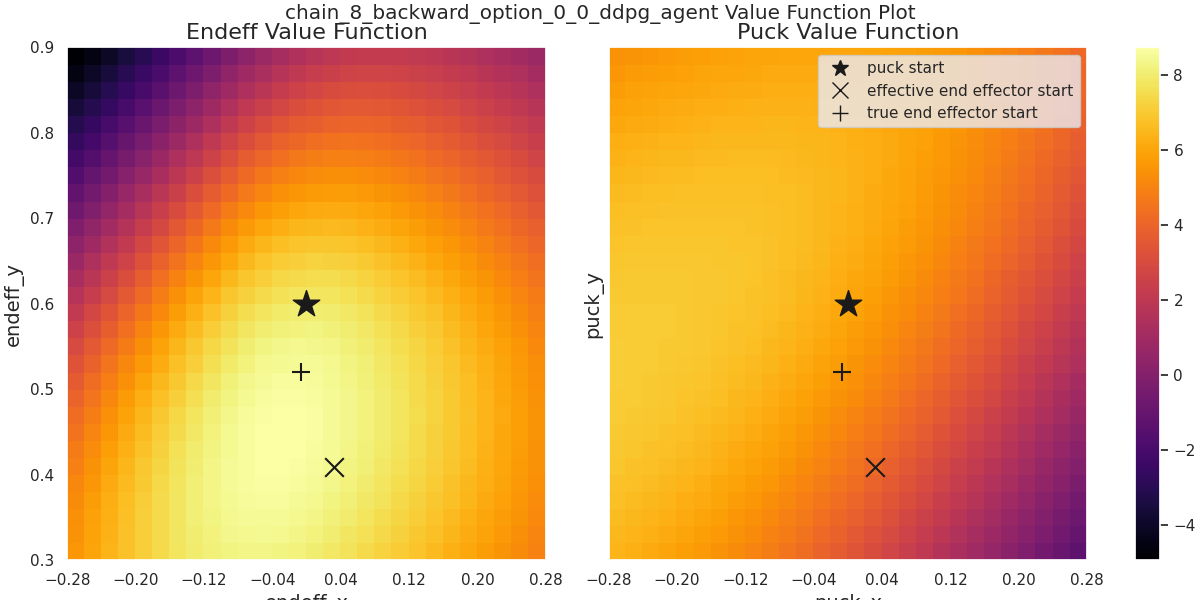 chain_8_backward_option_0_0_ddpg_agent Value Function Plot
Endeff Value Function
Puck Value Function
puck start
effective end effector start
true end effector start
0.9
0.8
0.7
0.6
0.5
0.4
0.3
endeff_y
puck_y
−0.28 −0.20 −0.12 −0.04 0.04 0.12 0.20 0.28
−0.28 −0.20 −0.12 −0.04 0.04 0.12 0.20 0.28
endeff_x
puck_x
8
6
4
2
0
−2
−4